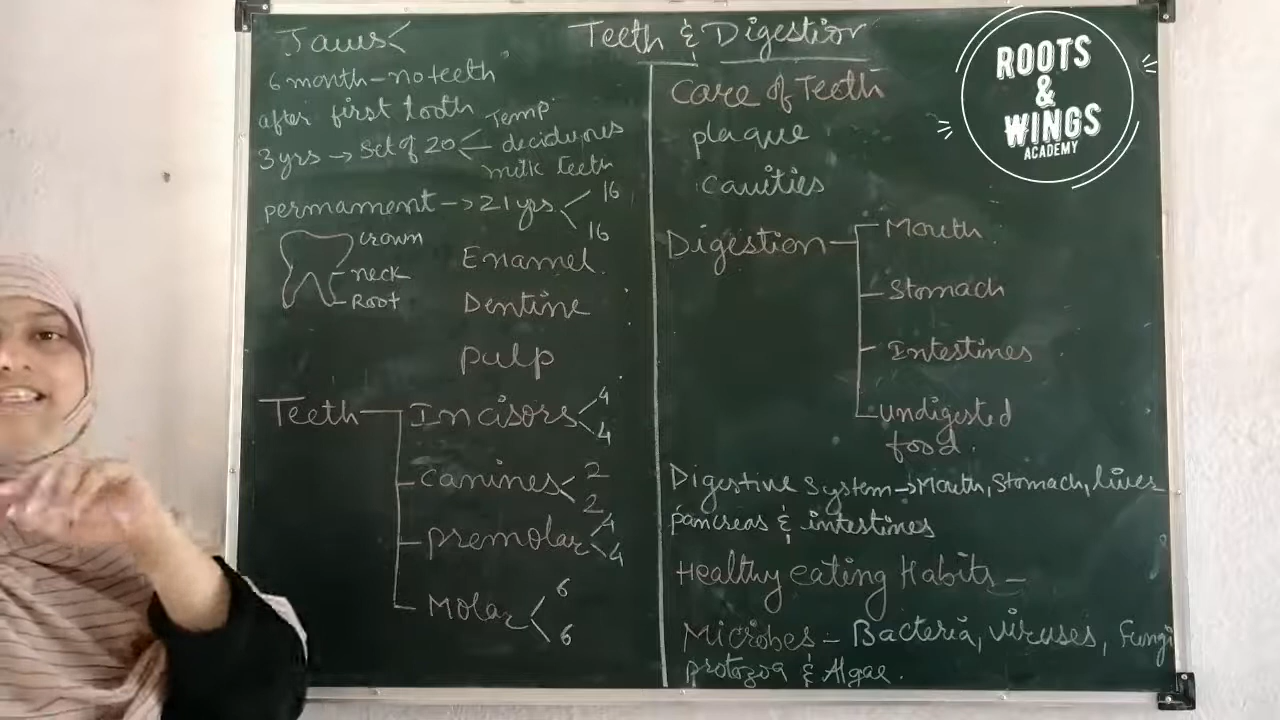 Teeth & Digestion
Jaws <
6 month - no teeth
after first tooth
3 yrs → Set of 20 < Temp
deciduous
milk teeth
permament → 21 yrs. < 16
16
crown
neck
Root
Enamel.
Dentine
pulp
Teeth
Incisors < 4
4
Canines < 2
2
premolar < 4
4
Molar < 6
6
Care of Teeth
plaque
cavities
Digestion
Mouth
Stomach
Intestines
undigested
food.
Digestive System → Mouth, Stomach, liver
pancreas & intestines
Healthy eating Habits -
Microbes - Bacteria, viruses, Fungi
protozoa & Algae.
ROOTS
&
WINGS
ACADEMY